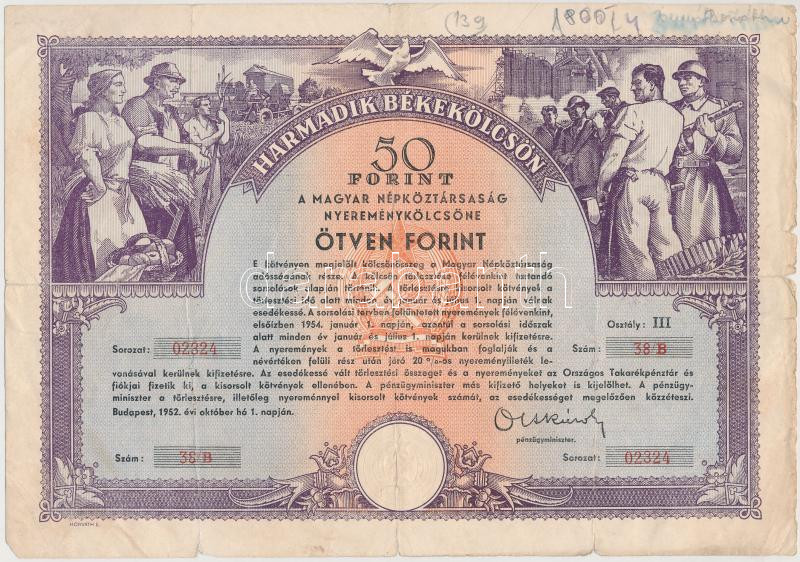 (139
1800Ft
HARMADIK BÉKEKÖLCSÖN
50
FORINT
A MAGYAR NÉPKÖZTÁRSASÁG
NYEREMÉNYKÖLCSÖNE
ÖTVEN FORINT
E kötvényen megjelölt kölcsönösszeg a Magyar Népköztársaság
adósságának része. A kölcsön törlesztése félévenként tartandó
sorsolások alapján történik. A törlesztésre kisorsolt kötvények a
törlesztési idő alatt minden év január és július 1. napján válnak
esedékessé. A sorsolási tervben feltüntetett nyeremények félévenként,
elsőízben 1954. január 1. napján, azontúl a sorsolási időszak
alatt minden év január és július 1. napján kerülnek kifizetésre.
A nyeremények a törlesztést is magukban foglalják és a
névértéken felüli rész után járó 20%-os nyereményilleték le-
vonásával kerülnek kifizetésre. Az esedékessé vált törlesztési összeget és a nyereményeket az Országos Takarékpénztár és
fiókjai fizetik ki, a kisorsolt kötvények ellenében. A pénzügyminiszter más kifizető helyeket is kijelölhet. A pénzügy-
miniszter a törlesztésre, illetőleg nyereménnyel kisorsolt kötvények számát, az esedékességet megelőzően közzéteszi.
Budapest, 1952. évi október hó 1. napján.
Osztály: III
Sorozat: 02324
Szám: 38 B
pénzügyminiszter.
Szám: 38 B
Sorozat: 02324
HORVÁTH E.